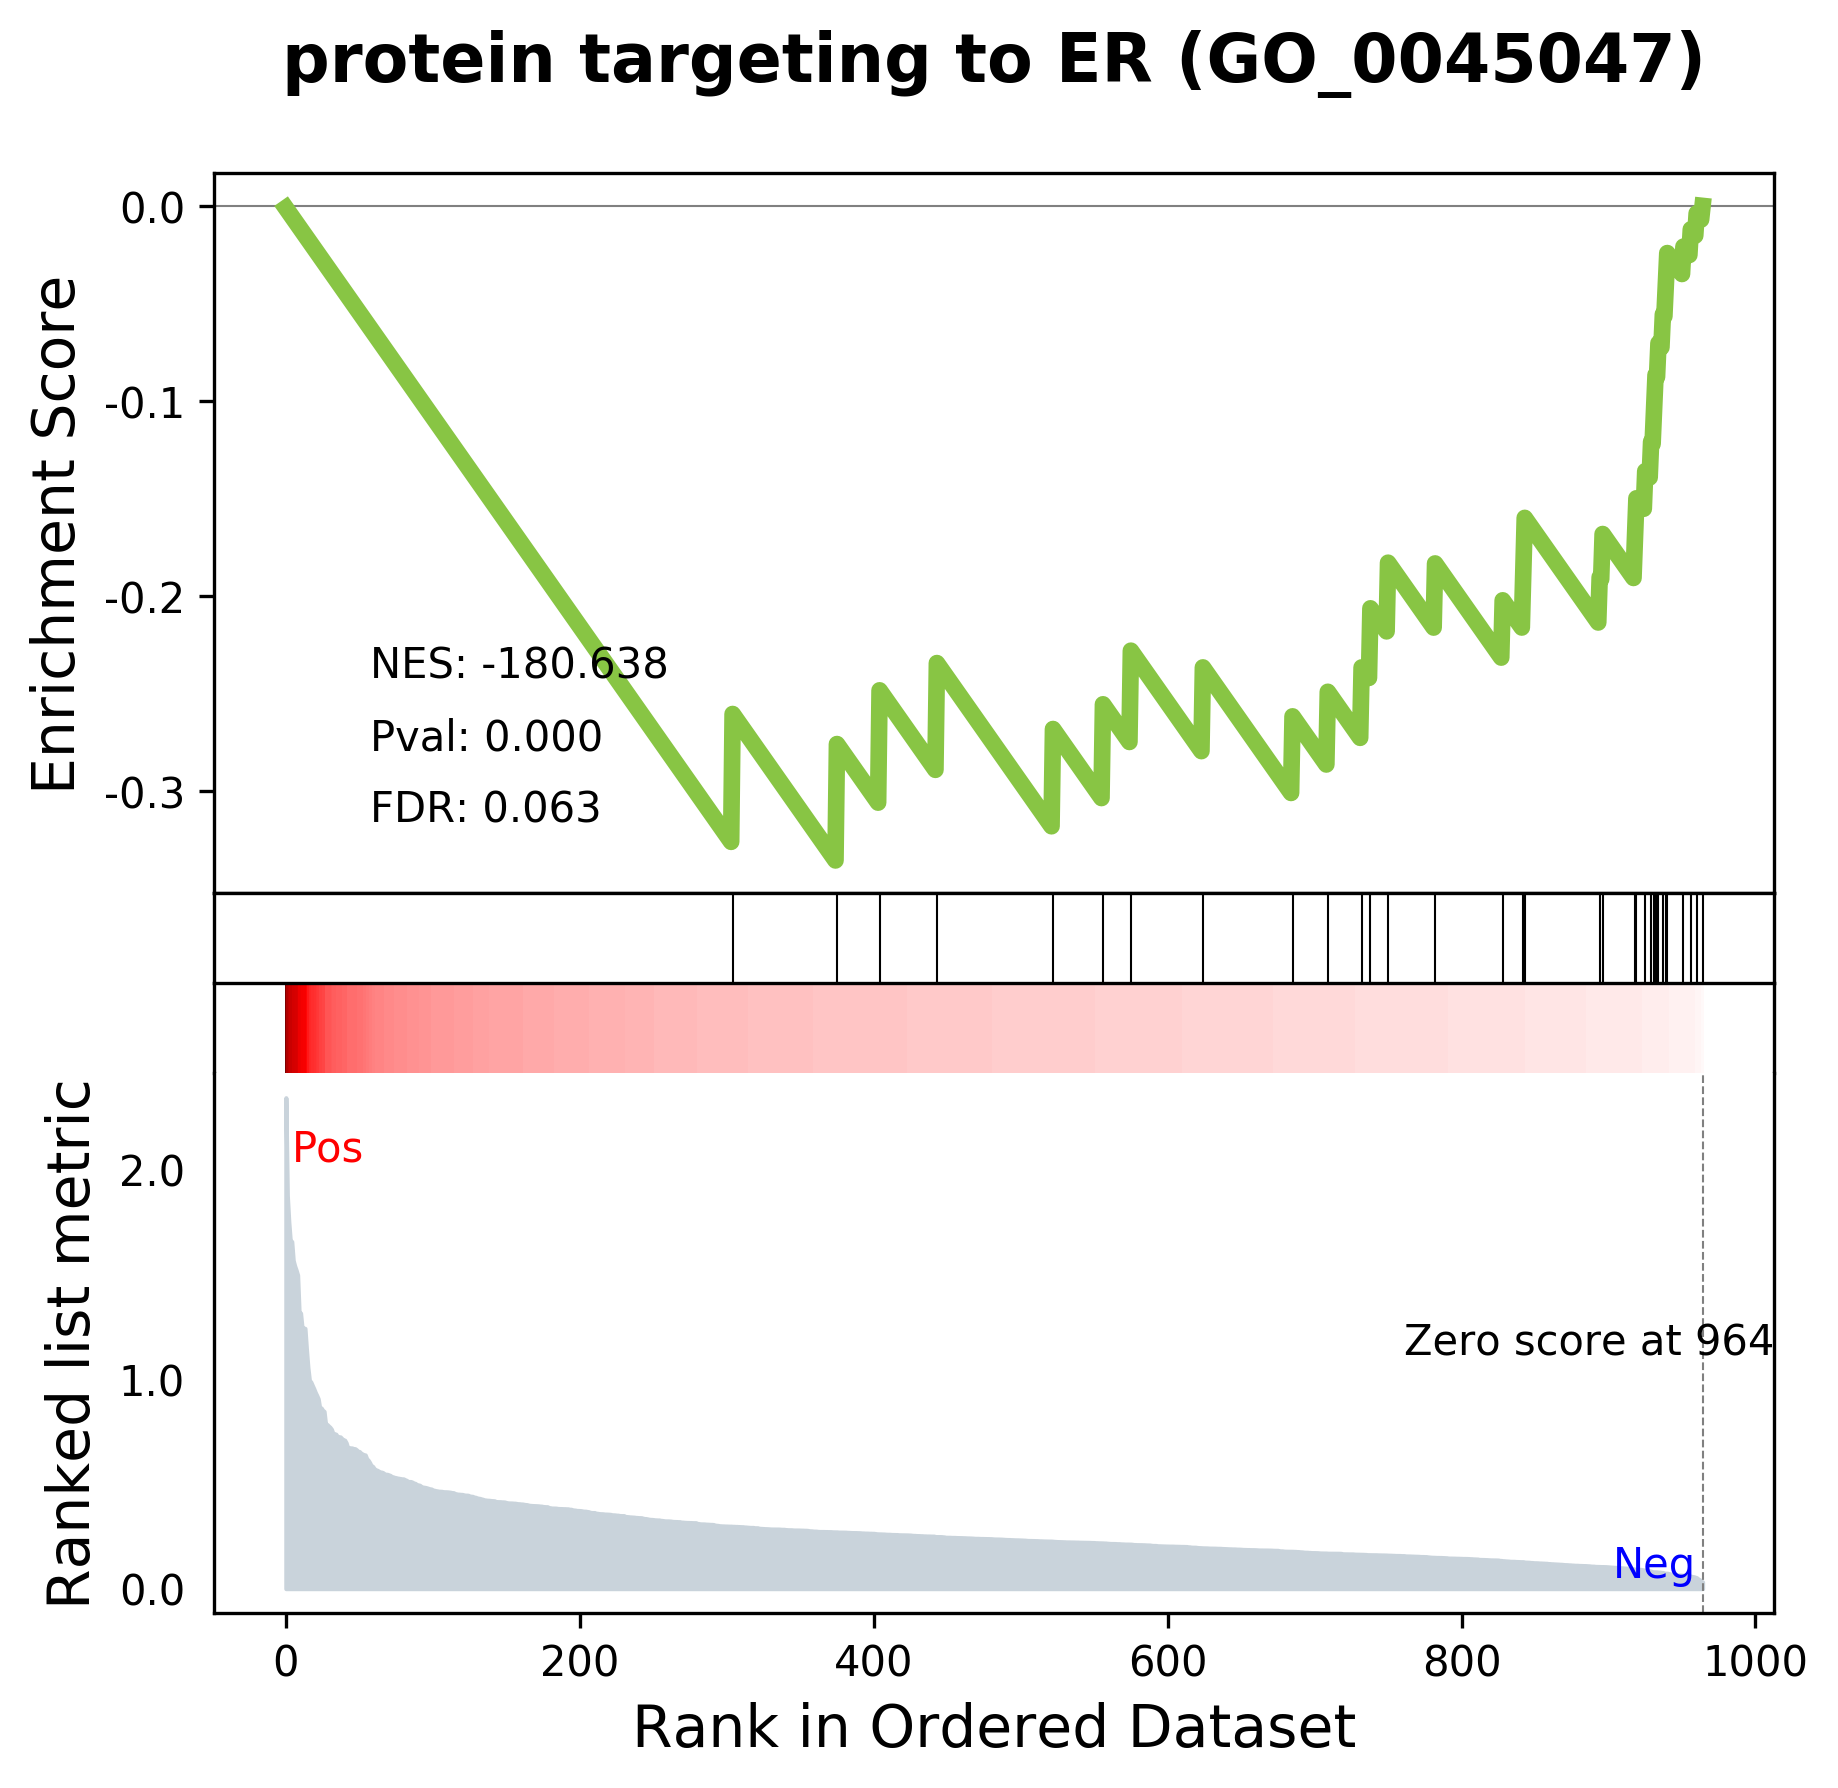 protein targeting to ER (GO_0045047)
Enrichment Score
0.0
-0.1
-0.2
-0.3
NES: -180.638
Pval: 0.000
FDR: 0.063
Ranked list metric
2.0
1.0
0.0
Pos
Zero score at 964
Neg
0 200 400 600 800 1000
Rank in Ordered Dataset